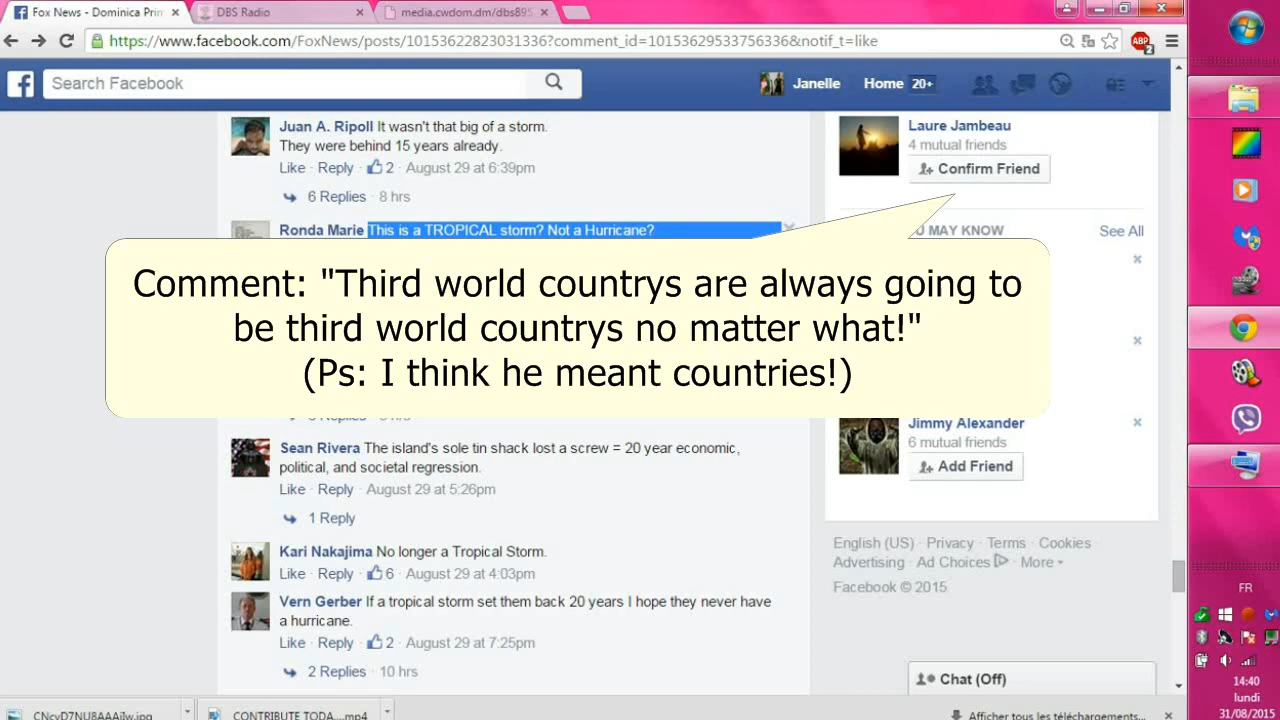 Fox News - Dominica Prim
DBS Radio
media.cwdom.dm/dbs895
https://www.facebook.com/FoxNews/posts/10153622823031336?comment_id=10153629533756336&notif_t=like
ABP
2
Search Facebook
Janelle
Home 20+
Juan A. Ripoll It wasn't that big of a storm.
They were behind 15 years already.
Like · Reply · 2 · August 29 at 6:39pm
6 Replies · 8 hrs
Ronda Marie This is a TROPICAL storm? Not a Hurricane?
Comment: "Third world countrys are always going to
be third world countrys no matter what!"
(Ps: I think he meant countries!)
Sean Rivera The island's sole tin shack lost a screw = 20 year economic,
political, and societal regression.
Like · Reply · August 29 at 5:26pm
1 Reply
Kari Nakajima No longer a Tropical Storm.
Like · Reply · 6 · August 29 at 4:03pm
Vern Gerber If a tropical storm set them back 20 years I hope they never have
a hurricane.
Like · Reply · 2 · August 29 at 7:25pm
2 Replies · 10 hrs
Laure Jambeau
4 mutual friends
Confirm Friend
MAY KNOW
See All
Jimmy Alexander
6 mutual friends
Add Friend
English (US) · Privacy · Terms · Cookies ·
Advertising · Ad Choices · More
Facebook © 2015
Chat (Off)
CONTRIBUTE TODA....mp4
Afficher tous les téléchargements...
FR
14:40
lundi
31/08/2015